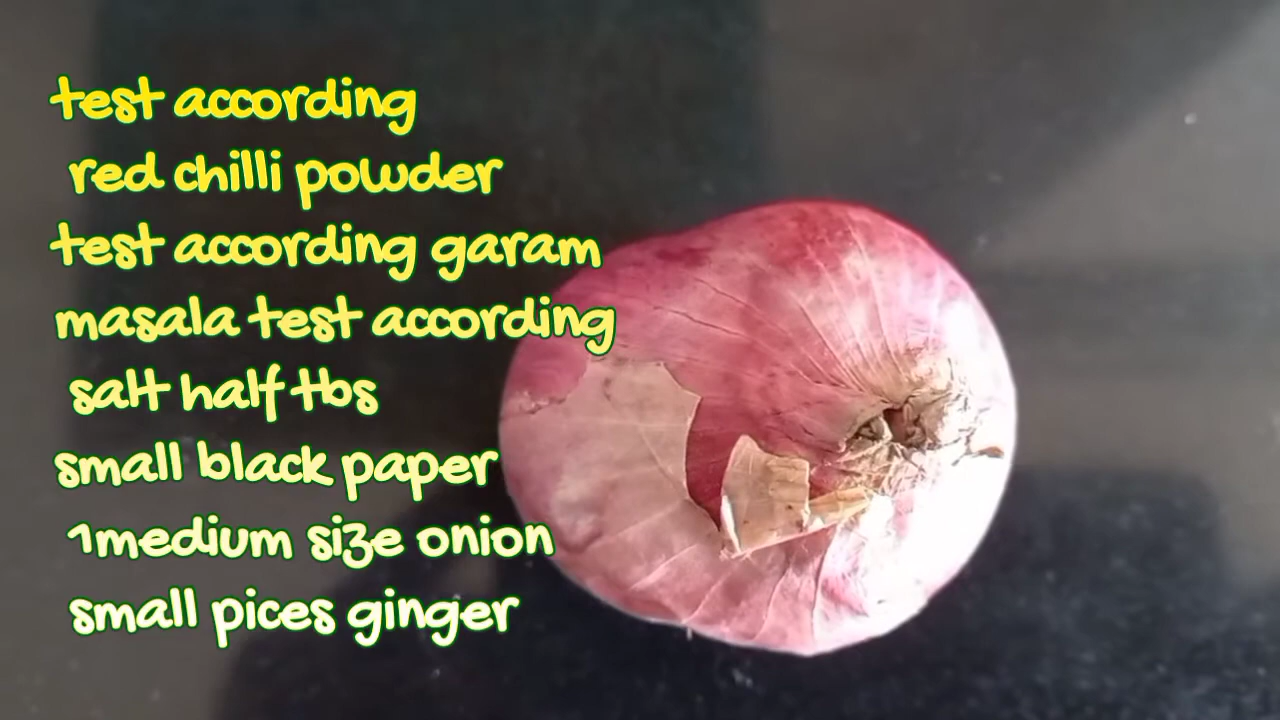 test according
red chilli powder
test according garam
masala test according
salt half tbs
small black paper
1medium size onion
small pices ginger